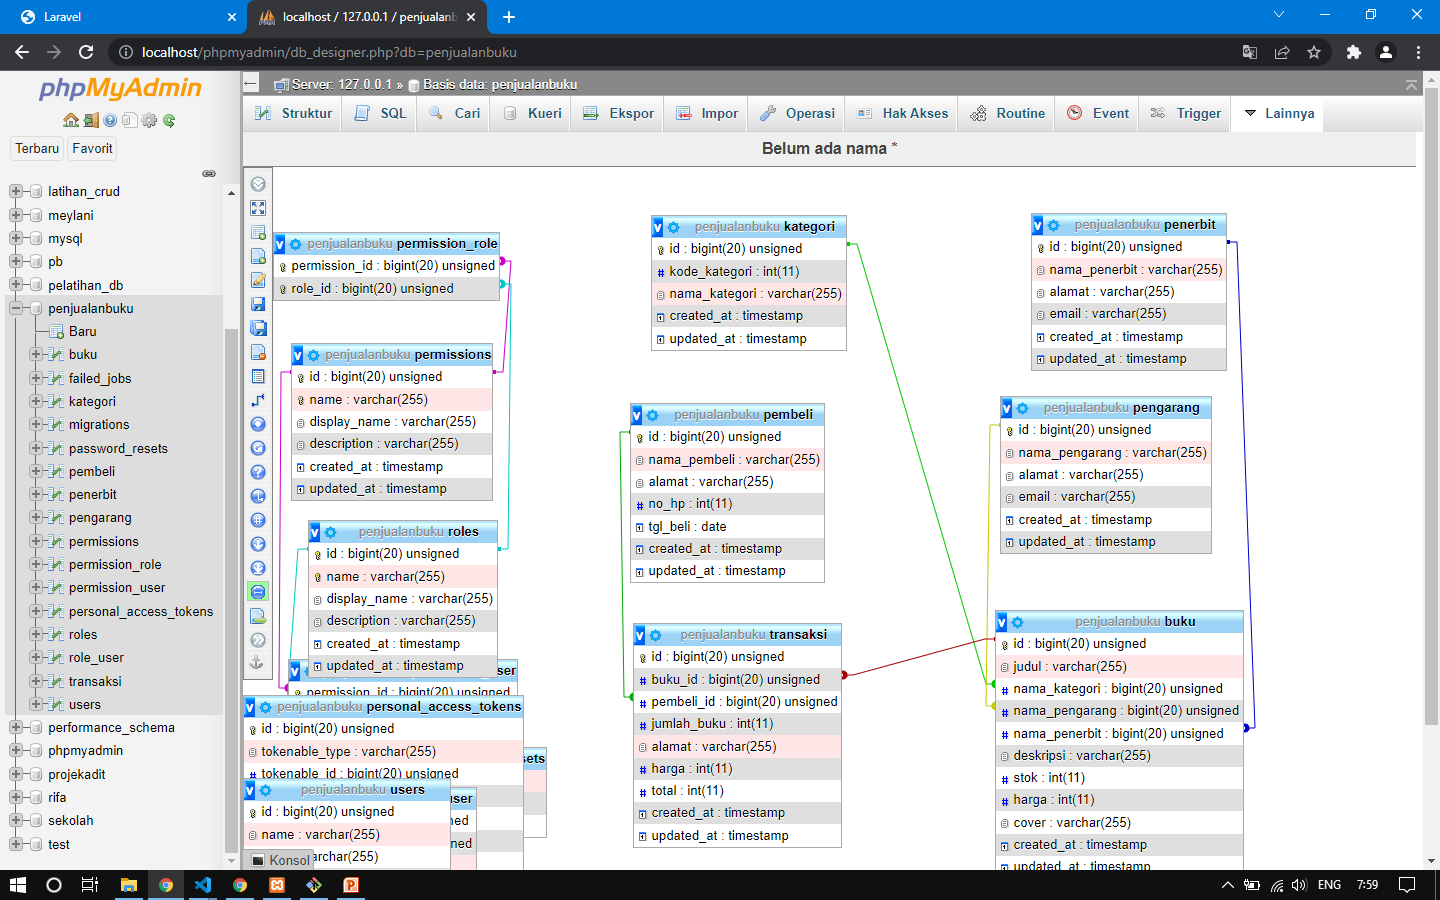 Laravel
localhost / 127.0.0.1 / penjualanb
localhost/phpmyadmin/db_designer.php?db=penjualanbuku
phpMyAdmin
Terbaru
Favorit
latihan_crud
meylani
mysql
pb
pelatihan_db
penjualanbuku
Baru
buku
failed_jobs
kategori
migrations
password_resets
pembeli
penerbit
pengarang
permissions
permission_role
permission_user
personal_access_tokens
roles
role_user
transaksi
users
performance_schema
phpmyadmin
projekadit
rifa
sekolah
test
Server: 127.0.0.1 » Basis data: penjualanbuku
Struktur
SQL
Cari
Kueri
Ekspor
Impor
Operasi
Hak Akses
Routine
Event
Trigger
Lainnya
Belum ada nama *
penjualanbuku permission_role
permission_id : bigint(20) unsigned
role_id : bigint(20) unsigned
penjualanbuku permissions
id : bigint(20) unsigned
name : varchar(255)
display_name : varchar(255)
description : varchar(255)
created_at : timestamp
updated_at : timestamp
penjualanbuku roles
id : bigint(20) unsigned
name : varchar(255)
display_name : varchar(255)
description : varchar(255)
created_at : timestamp
updated_at : timestamp
ser
permission_id : bigint(20) unsigned
penjualanbuku personal_access_tokens
id : bigint(20) unsigned
tokenable_type : varchar(255)
tokenable_id : bigint(20) unsigned
sets
penjualanbuku users
id : bigint(20) unsigned
name : varchar(255)
archar(255)
user
ned
ned
Konsol
penjualanbuku kategori
id : bigint(20) unsigned
kode_kategori : int(11)
nama_kategori : varchar(255)
created_at : timestamp
updated_at : timestamp
penjualanbuku pembeli
id : bigint(20) unsigned
nama_pembeli : varchar(255)
alamat : varchar(255)
no_hp : int(11)
tgl_beli : date
created_at : timestamp
updated_at : timestamp
penjualanbuku transaksi
id : bigint(20) unsigned
buku_id : bigint(20) unsigned
pembeli_id : bigint(20) unsigned
jumlah_buku : int(11)
alamat : varchar(255)
harga : int(11)
total : int(11)
created_at : timestamp
updated_at : timestamp
penjualanbuku penerbit
id : bigint(20) unsigned
nama_penerbit : varchar(255)
alamat : varchar(255)
email : varchar(255)
created_at : timestamp
updated_at : timestamp
penjualanbuku pengarang
id : bigint(20) unsigned
nama_pengarang : varchar(255)
alamat : varchar(255)
email : varchar(255)
created_at : timestamp
updated_at : timestamp
penjualanbuku buku
id : bigint(20) unsigned
judul : varchar(255)
nama_kategori : bigint(20) unsigned
nama_pengarang : bigint(20) unsigned
nama_penerbit : bigint(20) unsigned
deskripsi : varchar(255)
stok : int(11)
harga : int(11)
cover : varchar(255)
created_at : timestamp
updated_at : timestamp
ENG
7:59